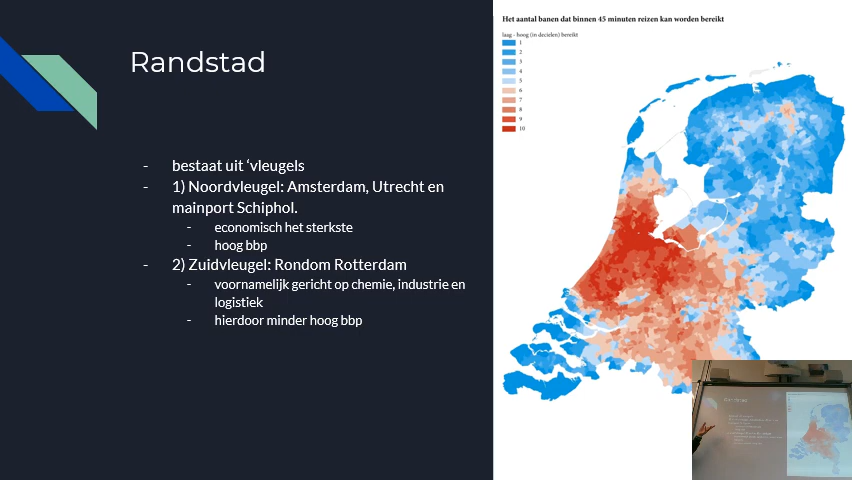 Randstad
- bestaat uit ‘vleugels
- 1) Noordvleugel: Amsterdam, Utrecht en
mainport Schiphol.
- economisch het sterkste
- hoog bbp
- 2) Zuidvleugel: Rondom Rotterdam
- voornamelijk gericht op chemie, industrie en
logistiek
- hierdoor minder hoog bbp
Het aantal banen dat binnen 45 minuten reizen kan worden bereikt
laag - hoog (in decielen) bereikt
1
2
3
4
5
6
7
8
9
10